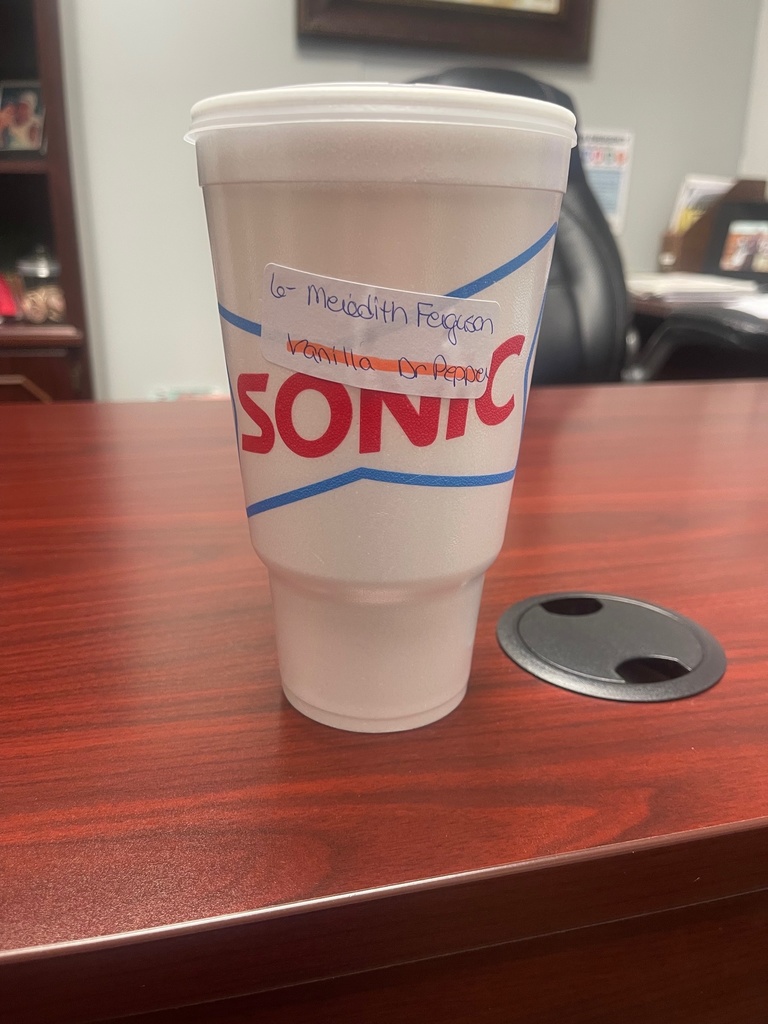 6- Meredith Ferguson
Vanilla Dr Pepper
SONIC